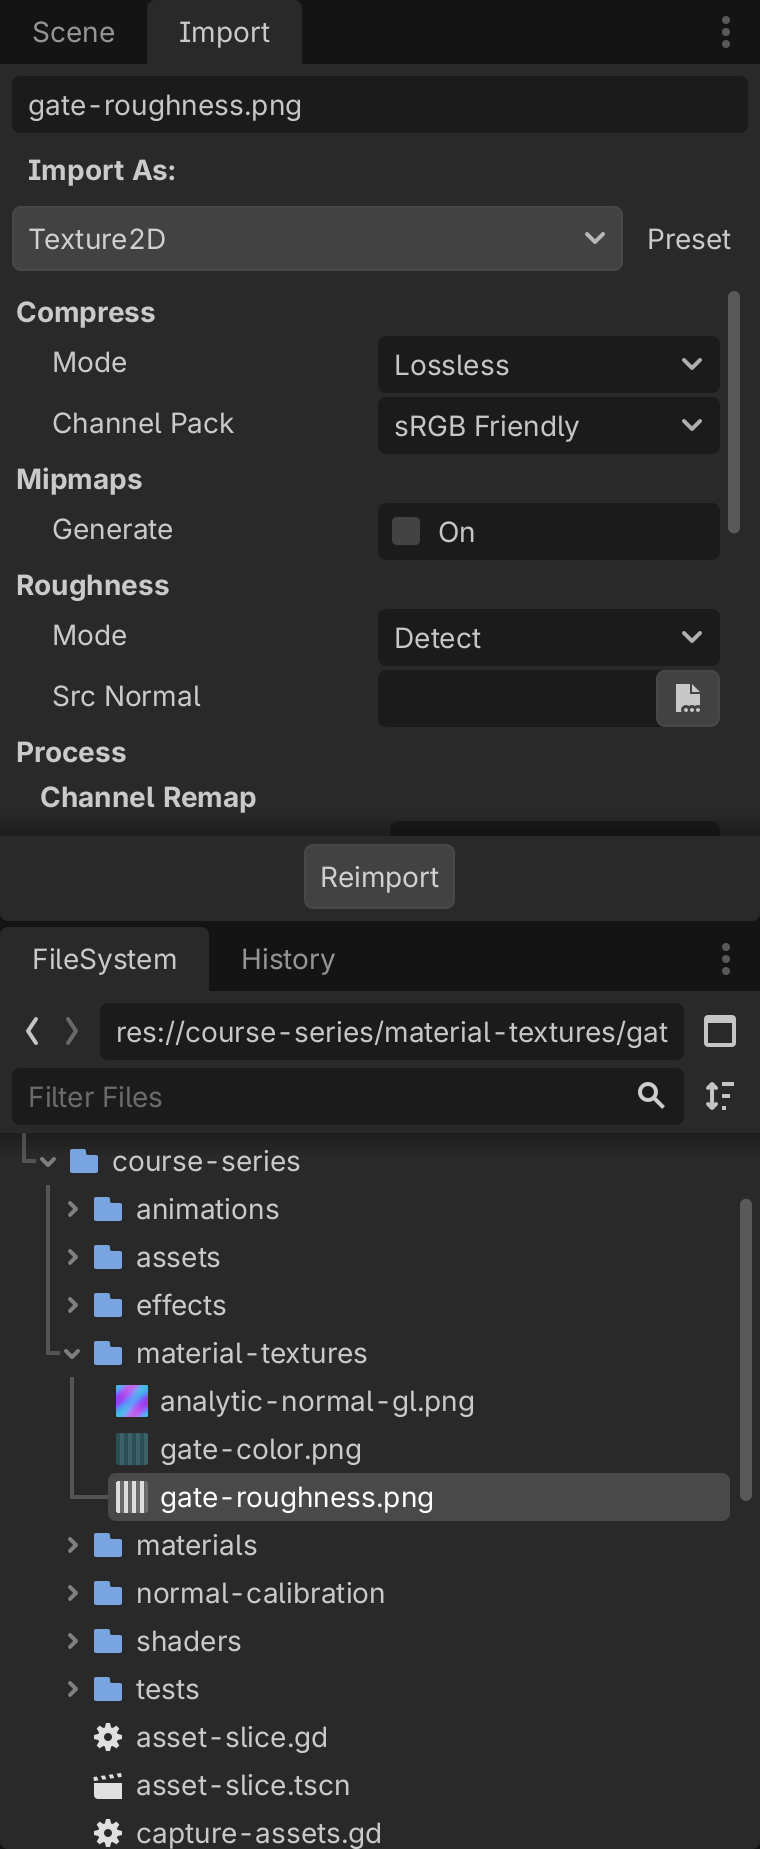 Scene Import
gate-roughness.png
Import As:
Texture2D Preset
Compress
Mode Lossless
Channel Pack sRGB Friendly
Mipmaps
Generate On
Roughness
Mode Detect
Src Normal
Process
Channel Remap
Reimport
FileSystem History
res://course-series/material-textures/gat
Filter Files
course-series
animations
assets
effects
material-textures
analytic-normal-gl.png
gate-color.png
gate-roughness.png
materials
normal-calibration
shaders
tests
asset-slice.gd
asset-slice.tscn
capture-assets.gd